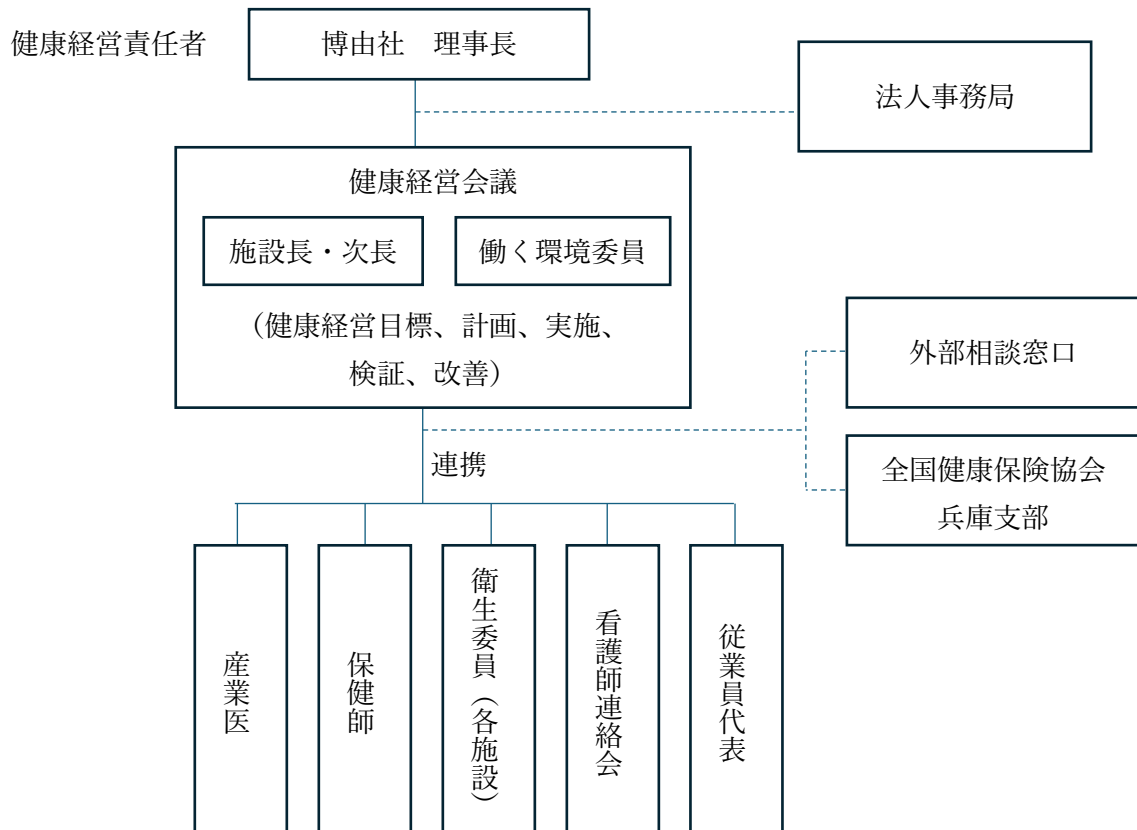 健康経営責任者
博由社　理事長
法人事務局
健康経営会議
施設長・次長
働く環境委員
（健康経営目標、計画、実施、
検証、改善）
外部相談窓口
連携
全国健康保険協会
兵庫支部
産業医
保健師
衛生委員（各施設）
看護師連絡会
従業員代表